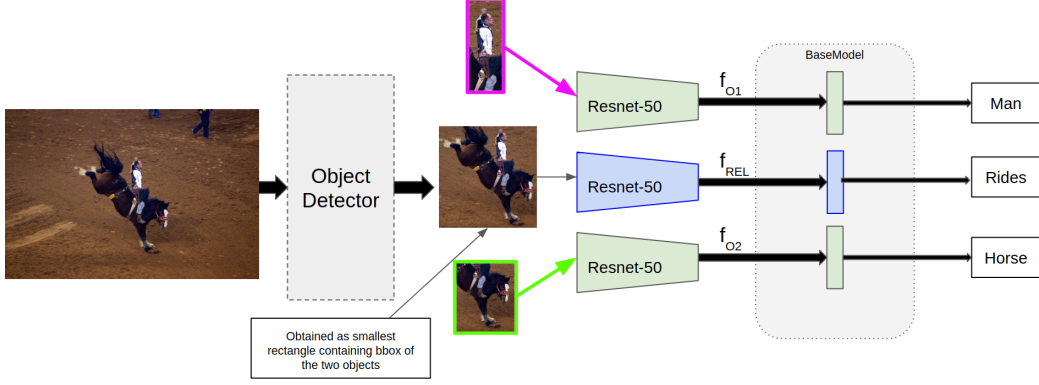 BaseModel
Resnet-50
f_O1
Man
Object
Detector
Resnet-50
f_REL
Rides
Resnet-50
f_O2
Horse
Obtained as smallest
rectangle containing bbox of
the two objects